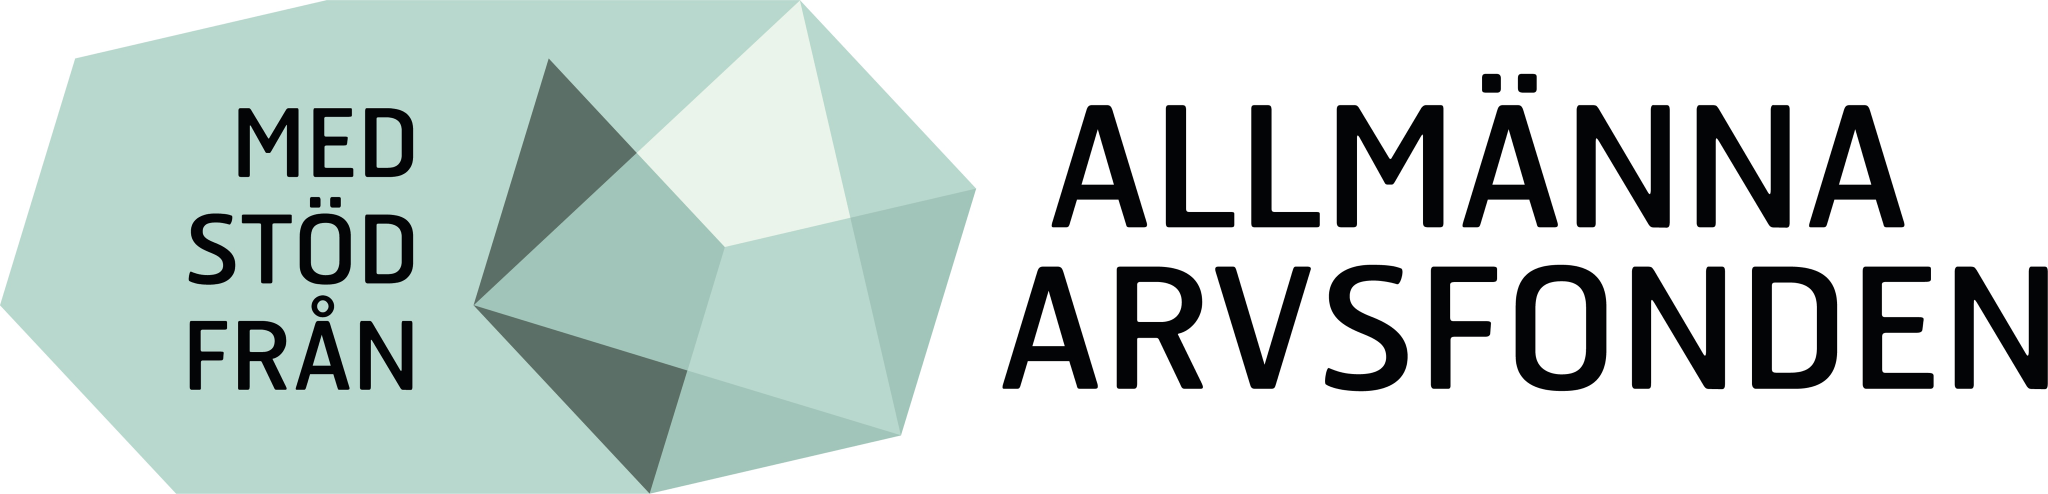 MED
STÖD
FRÅN
ALLMÄNNA
ARVSFONDEN